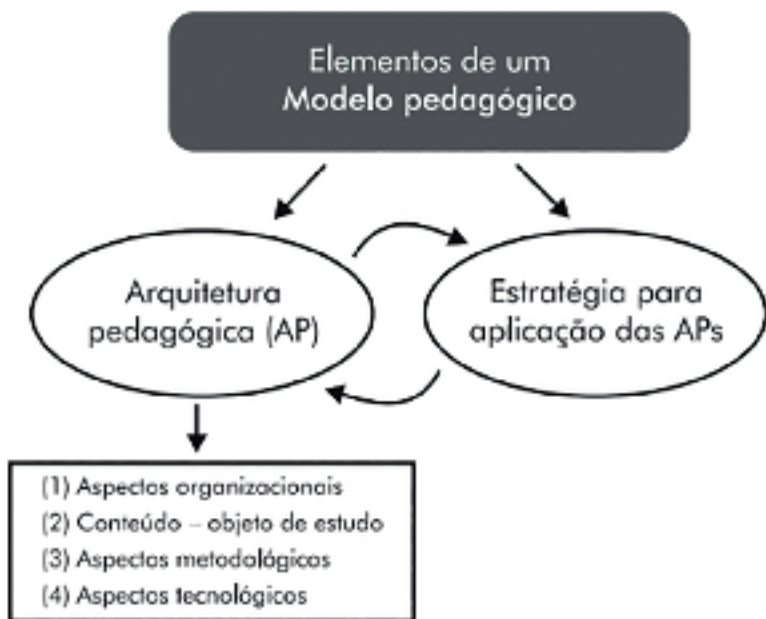 Elementos de um
Modelo pedagógico
Arquitetura
pedagógica (AP)
Estratégia para
aplicação das APs
(1) Aspectos organizacionais
(2) Conteúdo – objeto de estudo
(3) Aspectos metodológicos
(4) Aspectos tecnológicos